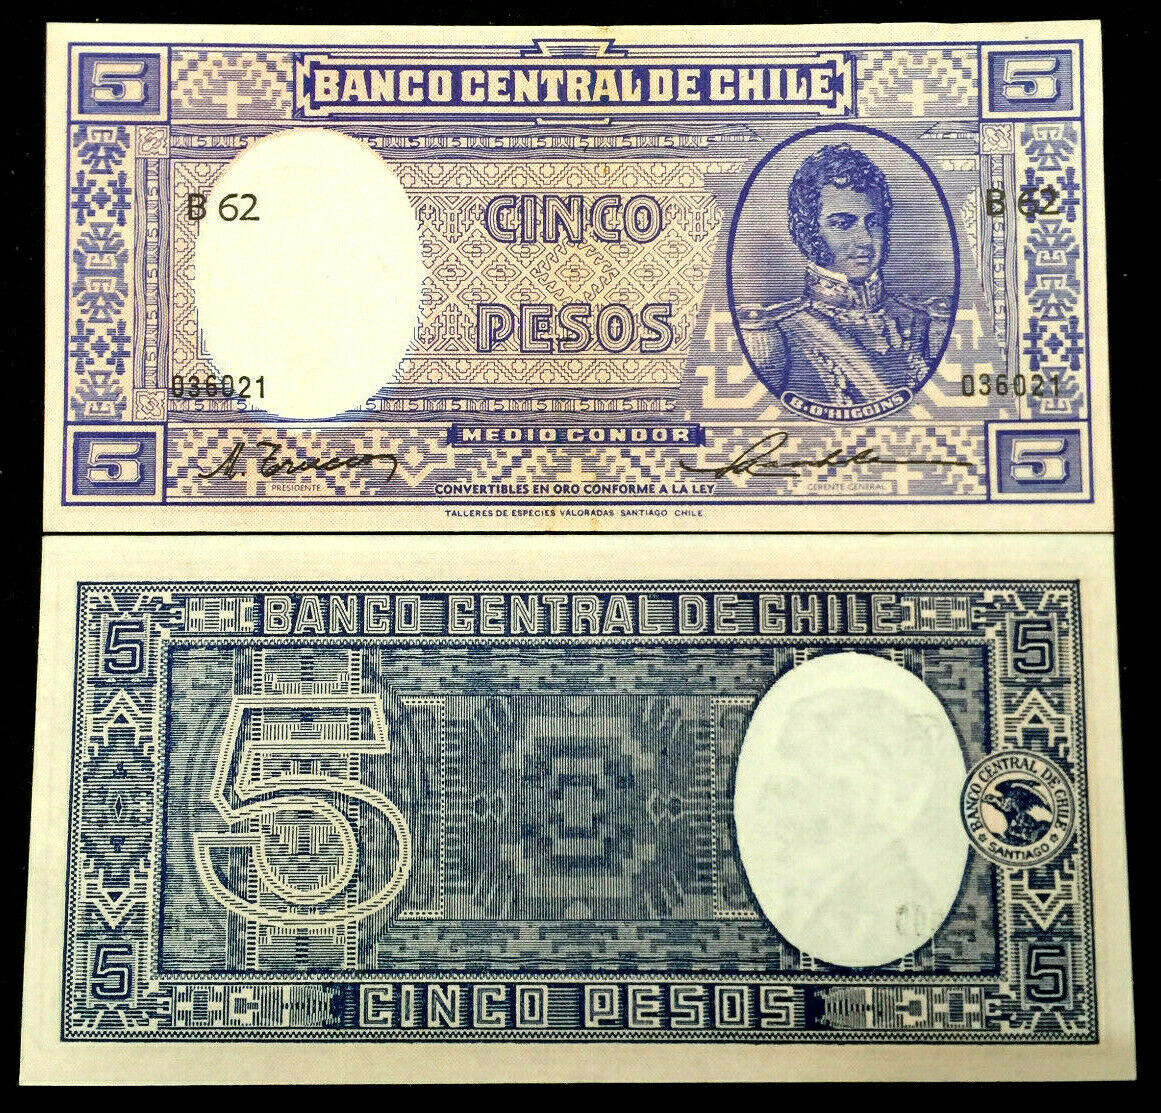 5 BANCO CENTRAL DE CHILE 5
B 62 B 62
CINCO
PESOS
036021 036021
B. O'HIGGINS
MEDIO CONDOR
5 5
PRESIDENTE CONVERTIBLES EN ORO CONFORME A LA LEY GERENTE GENERAL
TALLERES DE ESPECIES VALORADAS SANTIAGO CHILE
BANCO CENTRAL DE CHILE
5 5
5
BANCO CENTRAL DE CHILE
SANTIAGO
5 5
CINCO PESOS